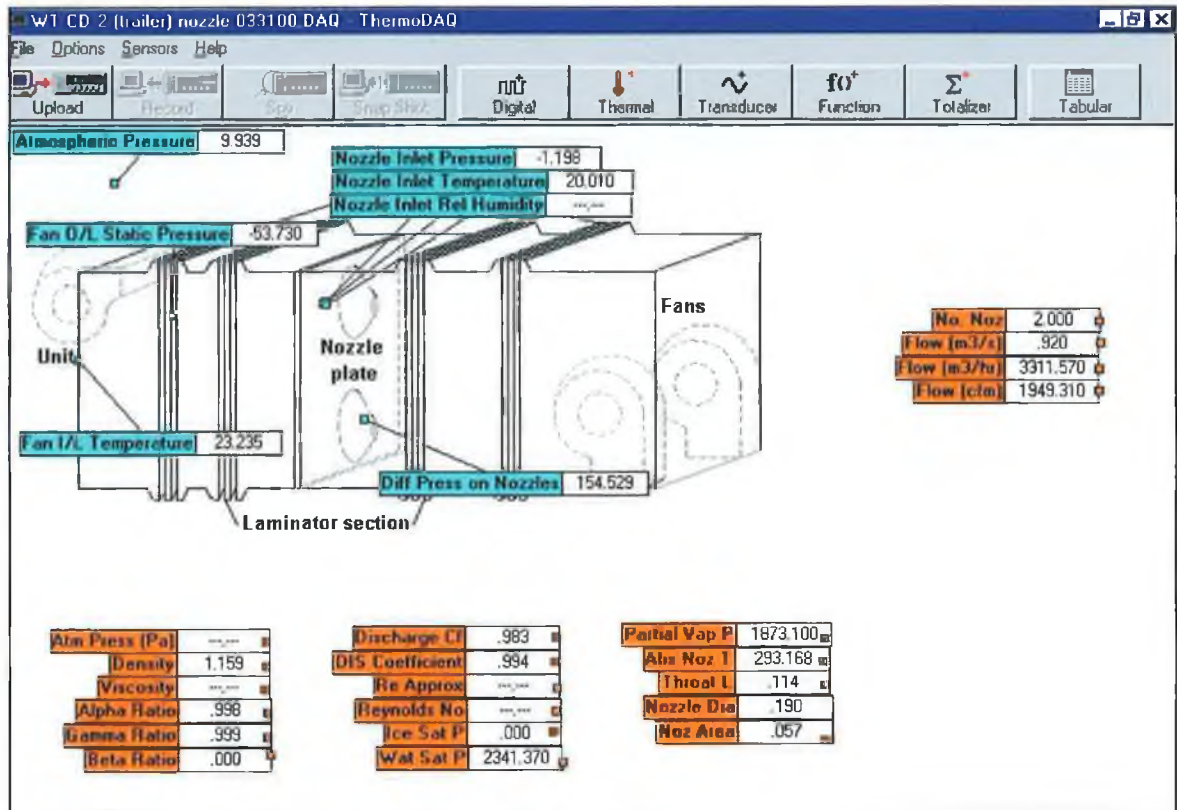 WT CD 2 (trailer) nozzle 033100.DAQ - ThermoDAQ
File Options Sensors Help
Upload Record Spy Snap Shot Digital Thermal Transducer Function Totalizer Tabular
Atmospheric Pressure 9.939
Nozzle Inlet Pressure -1.198
Nozzle Inlet Temperature 20.010
Nozzle Inlet Rel Humidity ---.---
Fan O/L Static Pressure -53.730
Fans
Unit
Nozzle
plate
No. Noz 2.000
Flow (m3/s) .920
Flow (m3/hr) 3311.570
Flow (cfm) 1949.310
Fan I/L Temperature 23.235
Diff Press on Nozzles 154.529
Laminator section
Atm Press (Pa) ---.---
Density 1.159
Viscosity ---.---
Alpha Ratio .998
Gamma Ratio .999
Beta Ratio .000
Discharge Cf .983
DIS Coefficient .994
Re Approx ---.---
Reynolds No ---.---
Ice Sat P .000
Wat Sat P 2341.370
Partial Vap P 1873.100
Abs Noz T 293.168
Throat L .114
Nozzle Dia .190
Noz Area .057